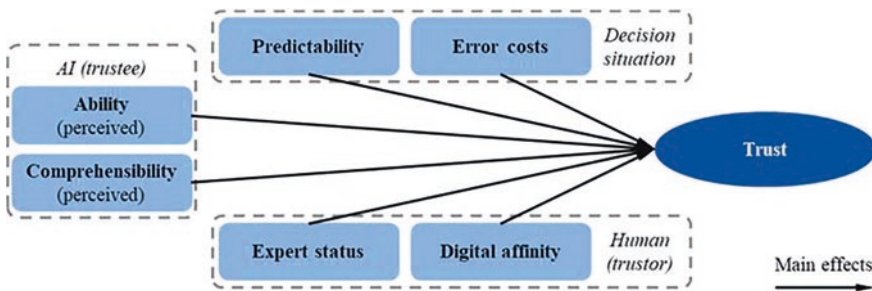 Predictability
Error costs
Decision
situation
AI (trustee)
Ability
(perceived)
Comprehensibility
(perceived)
Trust
Expert status
Digital affinity
Human
(trustor)
Main effects